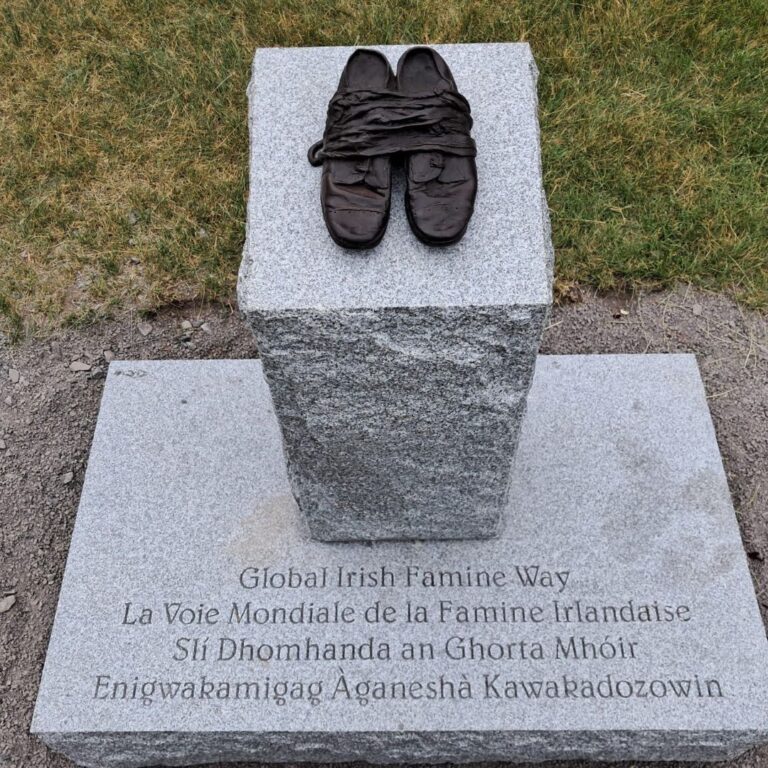 Global Irish Famine Way
La Voie Mondiale de la Famine Irlandaise
Slí Dhomhanda an Ghorta Mhóir
Enigwakamigag Àganeshà Kawakadozowin